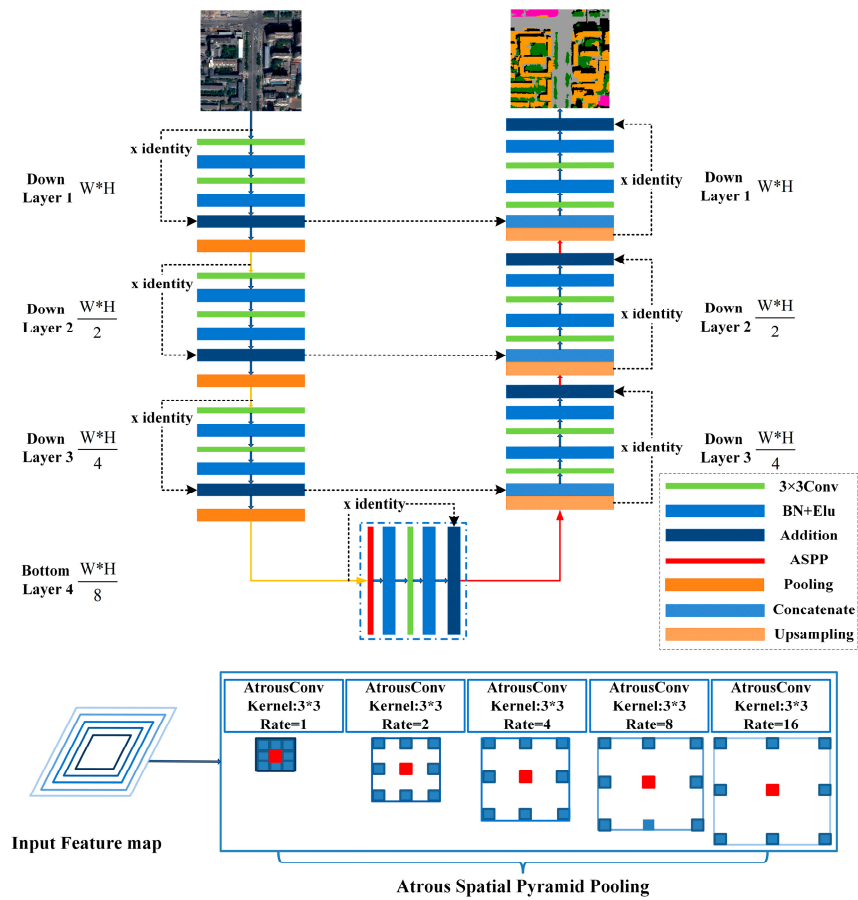 x identity
Down
Layer 1
W*H
x identity
Down
Layer 2
W*H
2
x identity
Down
Layer 3
W*H
4
x identity
Bottom
Layer 4
W*H
8
x identity
Down
Layer 1
W*H
x identity
Down
Layer 2
W*H
2
x identity
Down
Layer 3
W*H
4
3×3Conv
BN+Elu
Addition
ASPP
Pooling
Concatenate
Upsampling
AtrousConv
Kernel:3*3
Rate=1
AtrousConv
Kernel:3*3
Rate=2
AtrousConv
Kernel:3*3
Rate=4
AtrousConv
Kernel:3*3
Rate=8
AtrousConv
Kernel:3*3
Rate=16
Input Feature map
Atrous Spatial Pyramid Pooling